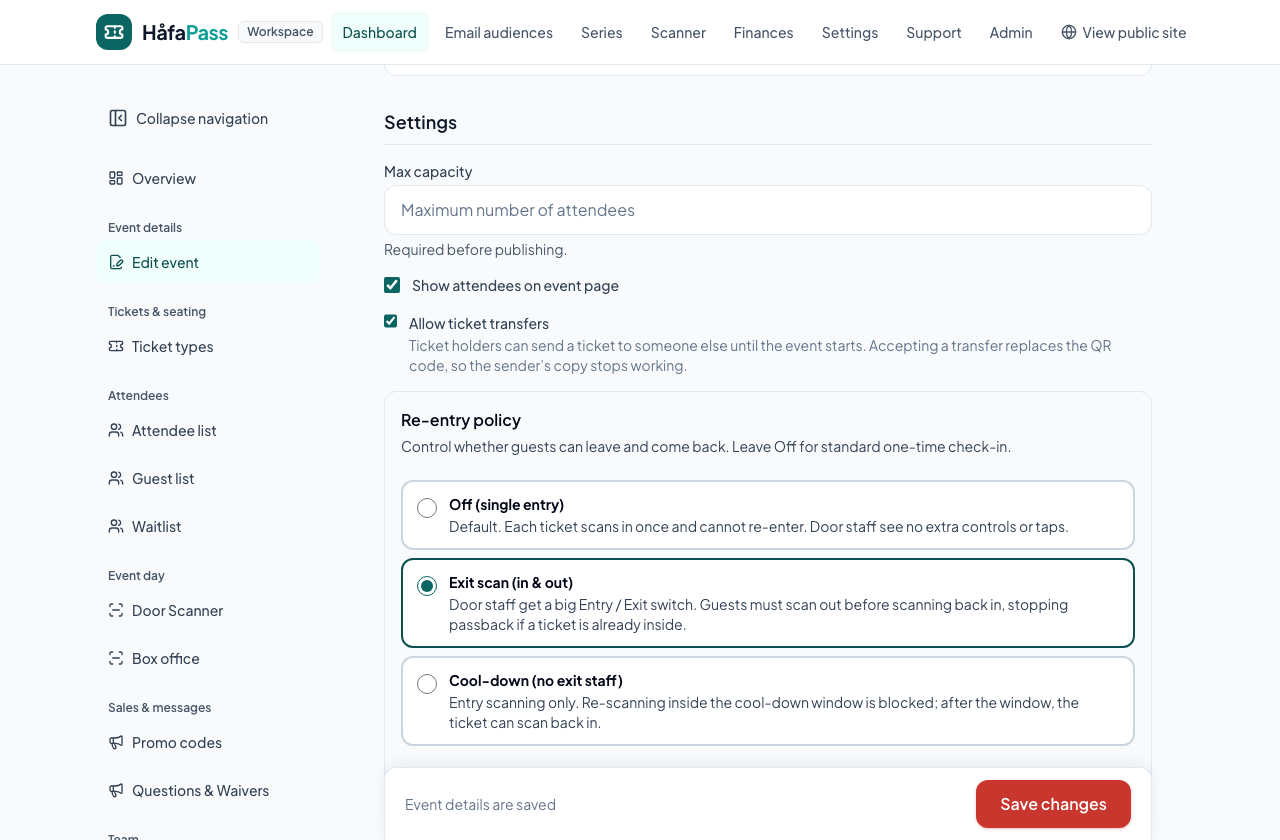 HåfaPass Workspace Dashboard Email audiences Series Scanner Finances Settings Support Admin View public site
Collapse navigation
Overview
Event details
Edit event
Tickets & seating
Ticket types
Attendees
Attendee list
Guest list
Waitlist
Event day
Door Scanner
Box office
Sales & messages
Promo codes
Questions & Waivers
Team
Settings
Max capacity
Maximum number of attendees
Required before publishing.
Show attendees on event page
Allow ticket transfers
Ticket holders can send a ticket to someone else until the event starts. Accepting a transfer replaces the QR
code, so the sender's copy stops working.
Re-entry policy
Control whether guests can leave and come back. Leave Off for standard one-time check-in.
Off (single entry)
Default. Each ticket scans in once and cannot re-enter. Door staff see no extra controls or taps.
Exit scan (in & out)
Door staff get a big Entry / Exit switch. Guests must scan out before scanning back in, stopping
passback if a ticket is already inside.
Cool-down (no exit staff)
Entry scanning only. Re-scanning inside the cool-down window is blocked; after the window, the
ticket can scan back in.
Event details are saved
Save changes